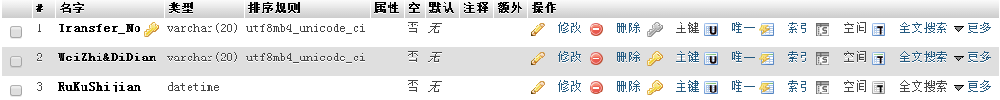 # 名字 类型 排序规则 属性 空 默认 注释 额外 操作
1 Transfer_No varchar(20) utf8mb4_unicode_ci 否 无 修改 删除 主键 唯一 索引 空间 全文搜索 更多
2 WeiZhi&DiDian varchar(20) utf8mb4_unicode_ci 否 无 修改 删除 主键 唯一 索引 空间 全文搜索 更多
3 RuKuShijian datetime 否 无 修改 删除 主键 唯一 索引 空间 全文搜索 更多